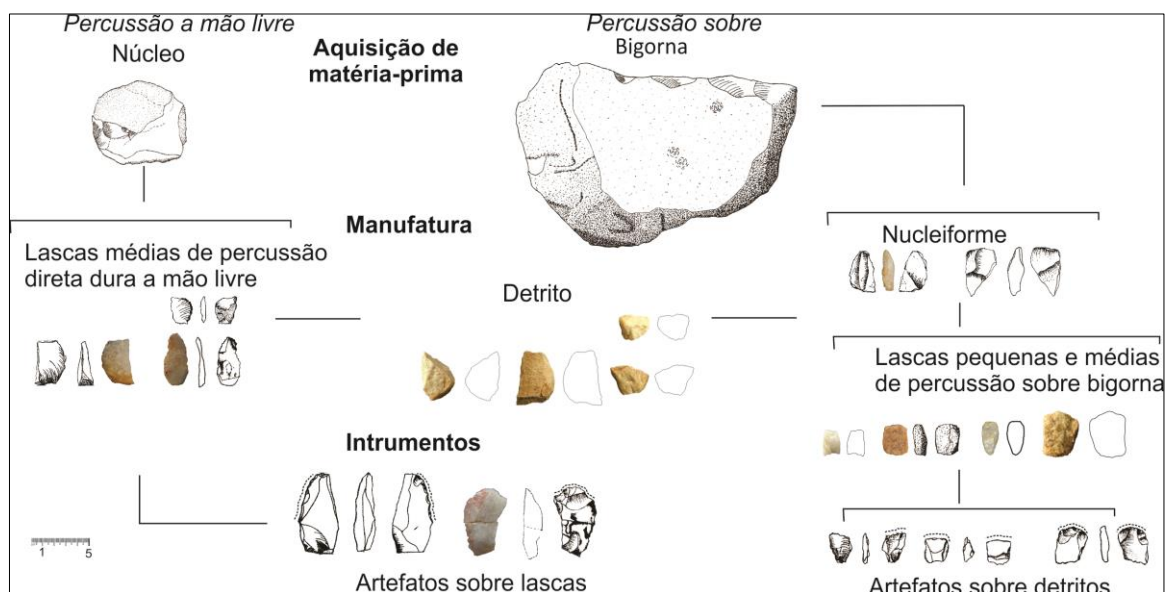 Percussão a mão livre
Núcleo
Aquisição de
matéria-prima
Percussão sobre
Bigorna
Manufatura
Lascas médias de percussão
direta dura a mão livre
Detrito
Nucleiforme
Lascas pequenas e médias
de percussão sobre bigorna
Intrumentos
1 5
Artefatos sobre lascas
Artefatos sobre detritos